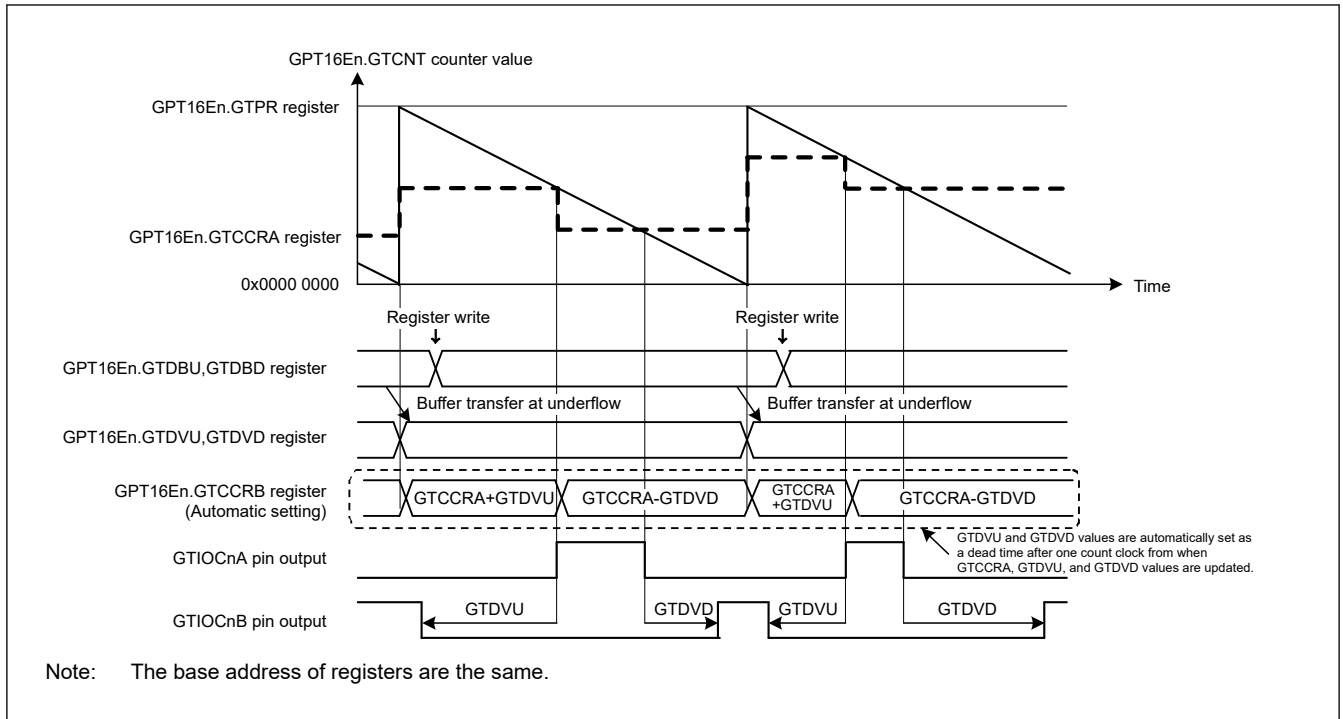 GPT16En.GTCNT counter value
GPT16En.GTPR register
GPT16En.GTCCRA register
0x0000 0000
Time
Register write
Register write
GPT16En.GTDBU,GTDBD register
Buffer transfer at underflow
Buffer transfer at underflow
GPT16En.GTDVU,GTDVD register
GPT16En.GTCCRB register
(Automatic setting)
GTCCRA+GTDVU
GTCCRA-GTDVD
GTCCRA
+GTDVU
GTCCRA-GTDVD
GTDVU and GTDVD values are automatically set as
a dead time after one count clock from when
GTCCRA, GTDVU, and GTDVD values are updated.
GTIOCnA pin output
GTIOCnB pin output
GTDVU
GTDVD
GTDVU
GTDVD
Note: The base address of registers are the same.